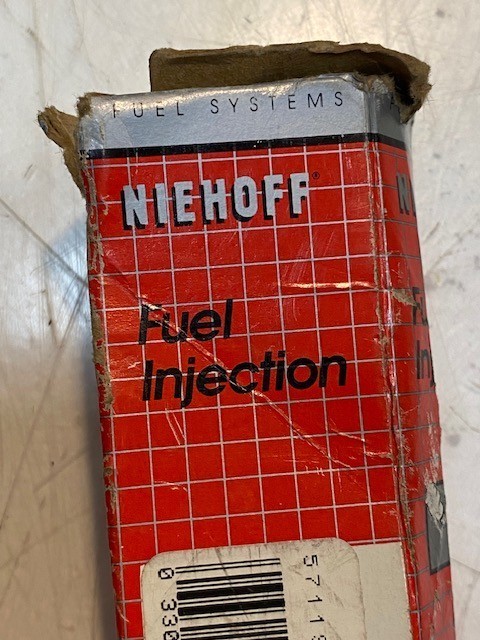 FUEL SYSTEMS
NIEHOFF®
Fuel
Injection
5711
0 330